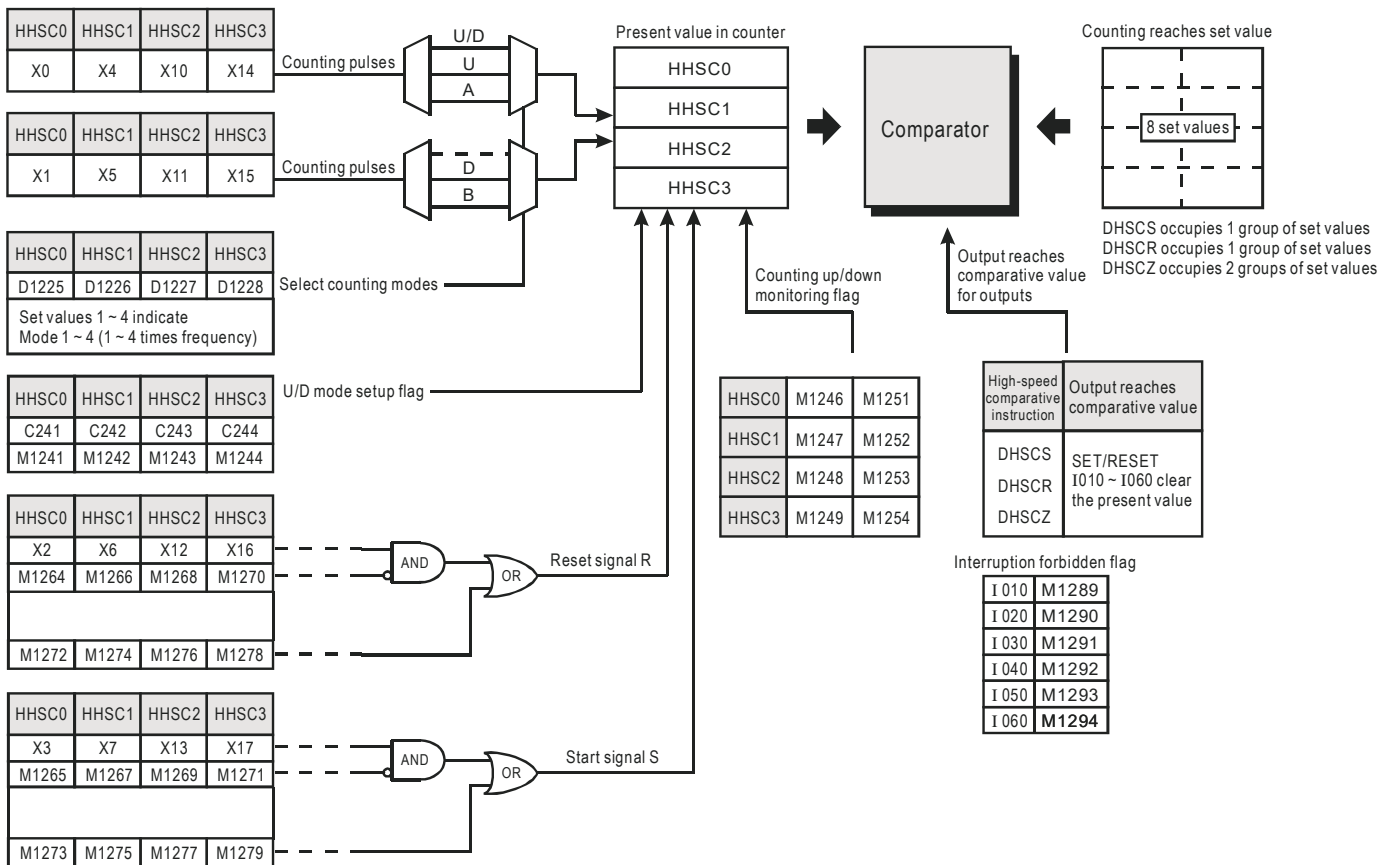 HHSC0 HHSC1 HHSC2 HHSC3
X0 X4 X10 X14
Counting pulses
U/D
U
A
HHSC0 HHSC1 HHSC2 HHSC3
X1 X5 X11 X15
Counting pulses
D
B
HHSC0 HHSC1 HHSC2 HHSC3
D1225 D1226 D1227 D1228
Set values 1 ~ 4 indicate
Mode 1 ~ 4 (1 ~ 4 times frequency)
Select counting modes
HHSC0 HHSC1 HHSC2 HHSC3
C241 C242 C243 C244
M1241 M1242 M1243 M1244
U/D mode setup flag
HHSC0 HHSC1 HHSC2 HHSC3
X2 X6 X12 X16
M1264 M1266 M1268 M1270
M1272 M1274 M1276 M1278
AND
OR
Reset signal R
HHSC0 HHSC1 HHSC2 HHSC3
X3 X7 X13 X17
M1265 M1267 M1269 M1271
M1273 M1275 M1277 M1279
AND
OR
Start signal S
Present value in counter
HHSC0
HHSC1
HHSC2
HHSC3
Comparator
Counting reaches set value
8 set values
DHSCS occupies 1 group of set values
DHSCR occupies 1 group of set values
DHSCZ occupies 2 groups of set values
Counting up/down
monitoring flag
HHSC0 M1246 M1251
HHSC1 M1247 M1252
HHSC2 M1248 M1253
HHSC3 M1249 M1254
Output reaches
comparative value
for outputs
High-speed
comparative
instruction
Output reaches
comparative value
DHSCS
DHSCR
DHSCZ
SET/RESET
I010 ~ I060 clear
the present value
Interruption forbidden flag
I 010 M1289
I 020 M1290
I 030 M1291
I 040 M1292
I 050 M1293
I 060 M1294